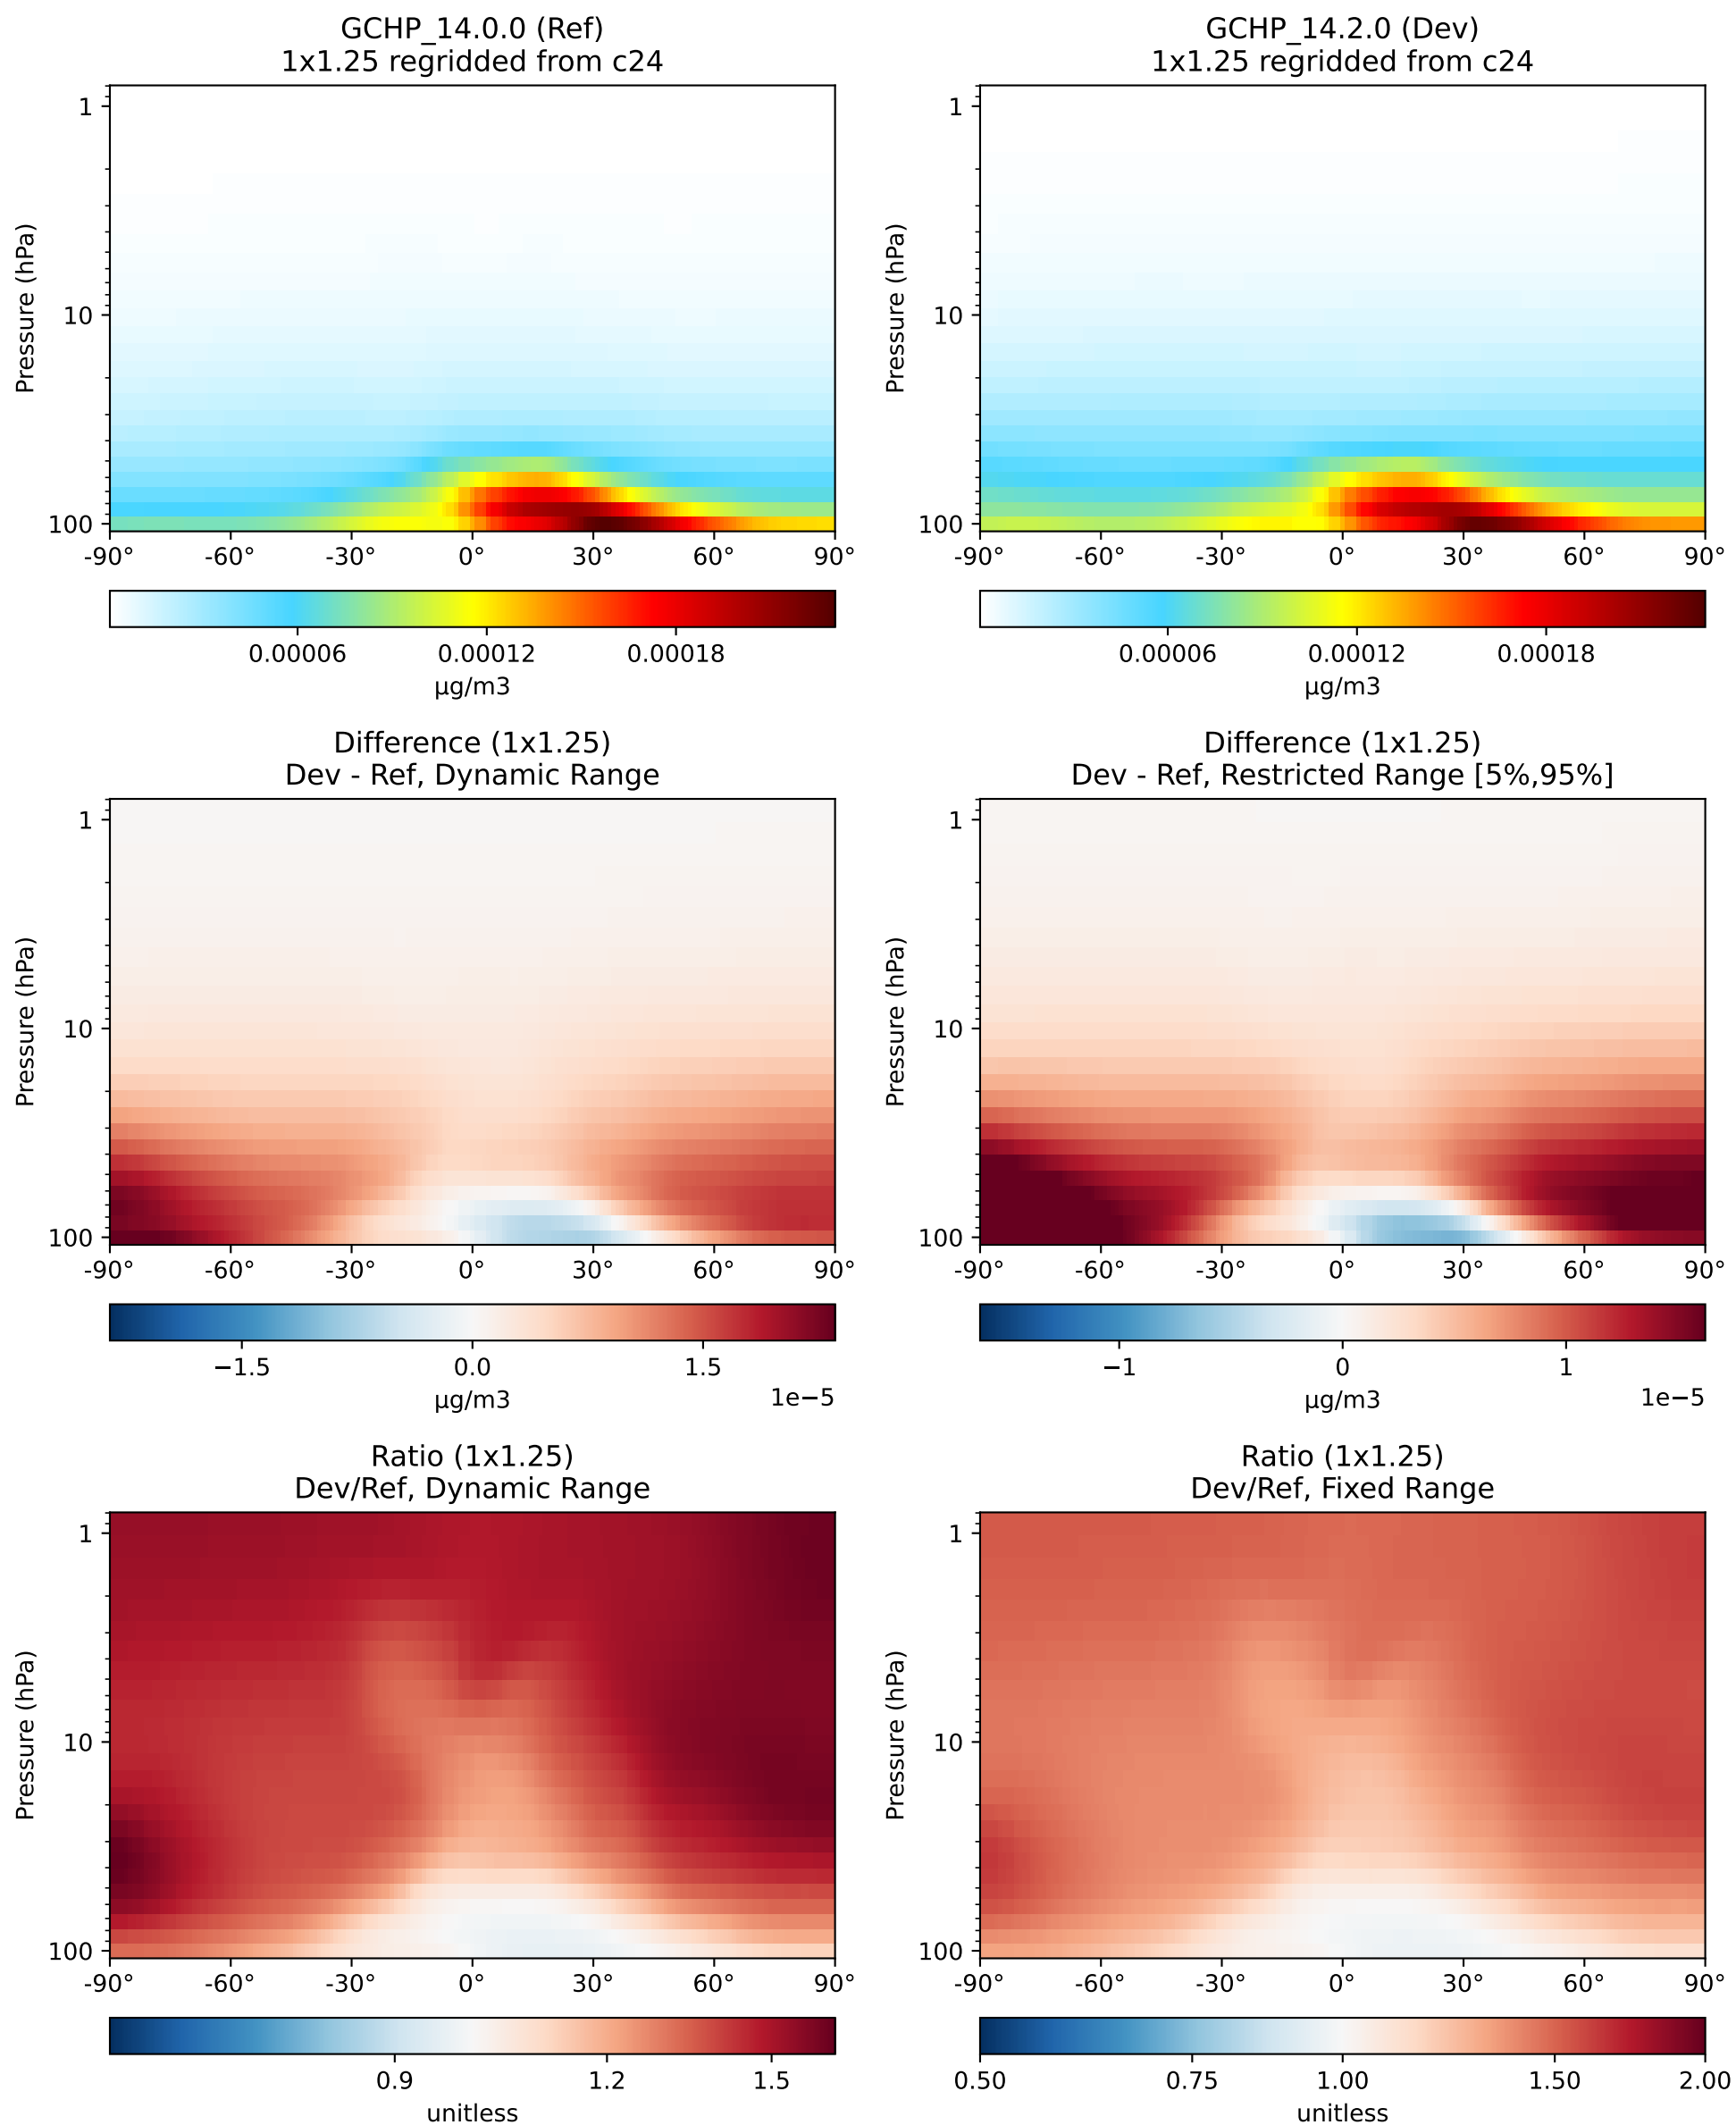 GCHP_14.0.0 (Ref)
1x1.25 regridded from c24
GCHP_14.2.0 (Dev)
1x1.25 regridded from c24
Pressure (hPa)
1
10
100
-90° -60° -30° 0° 30° 60° 90°
0.00006 0.00012 0.00018
µg/m3
Pressure (hPa)
1
10
100
-90° -60° -30° 0° 30° 60° 90°
0.00006 0.00012 0.00018
µg/m3
Difference (1x1.25)
Dev - Ref, Dynamic Range
Difference (1x1.25)
Dev - Ref, Restricted Range [5%,95%]
Pressure (hPa)
1
10
100
-90° -60° -30° 0° 30° 60° 90°
−1.5 0.0 1.5
µg/m3
1e−5
Pressure (hPa)
1
10
100
-90° -60° -30° 0° 30° 60° 90°
−1 0 1
µg/m3
1e−5
Ratio (1x1.25)
Dev/Ref, Dynamic Range
Ratio (1x1.25)
Dev/Ref, Fixed Range
Pressure (hPa)
1
10
100
-90° -60° -30° 0° 30° 60° 90°
0.9 1.2 1.5
unitless
Pressure (hPa)
1
10
100
-90° -60° -30° 0° 30° 60° 90°
0.50 0.75 1.00 1.50 2.00
unitless